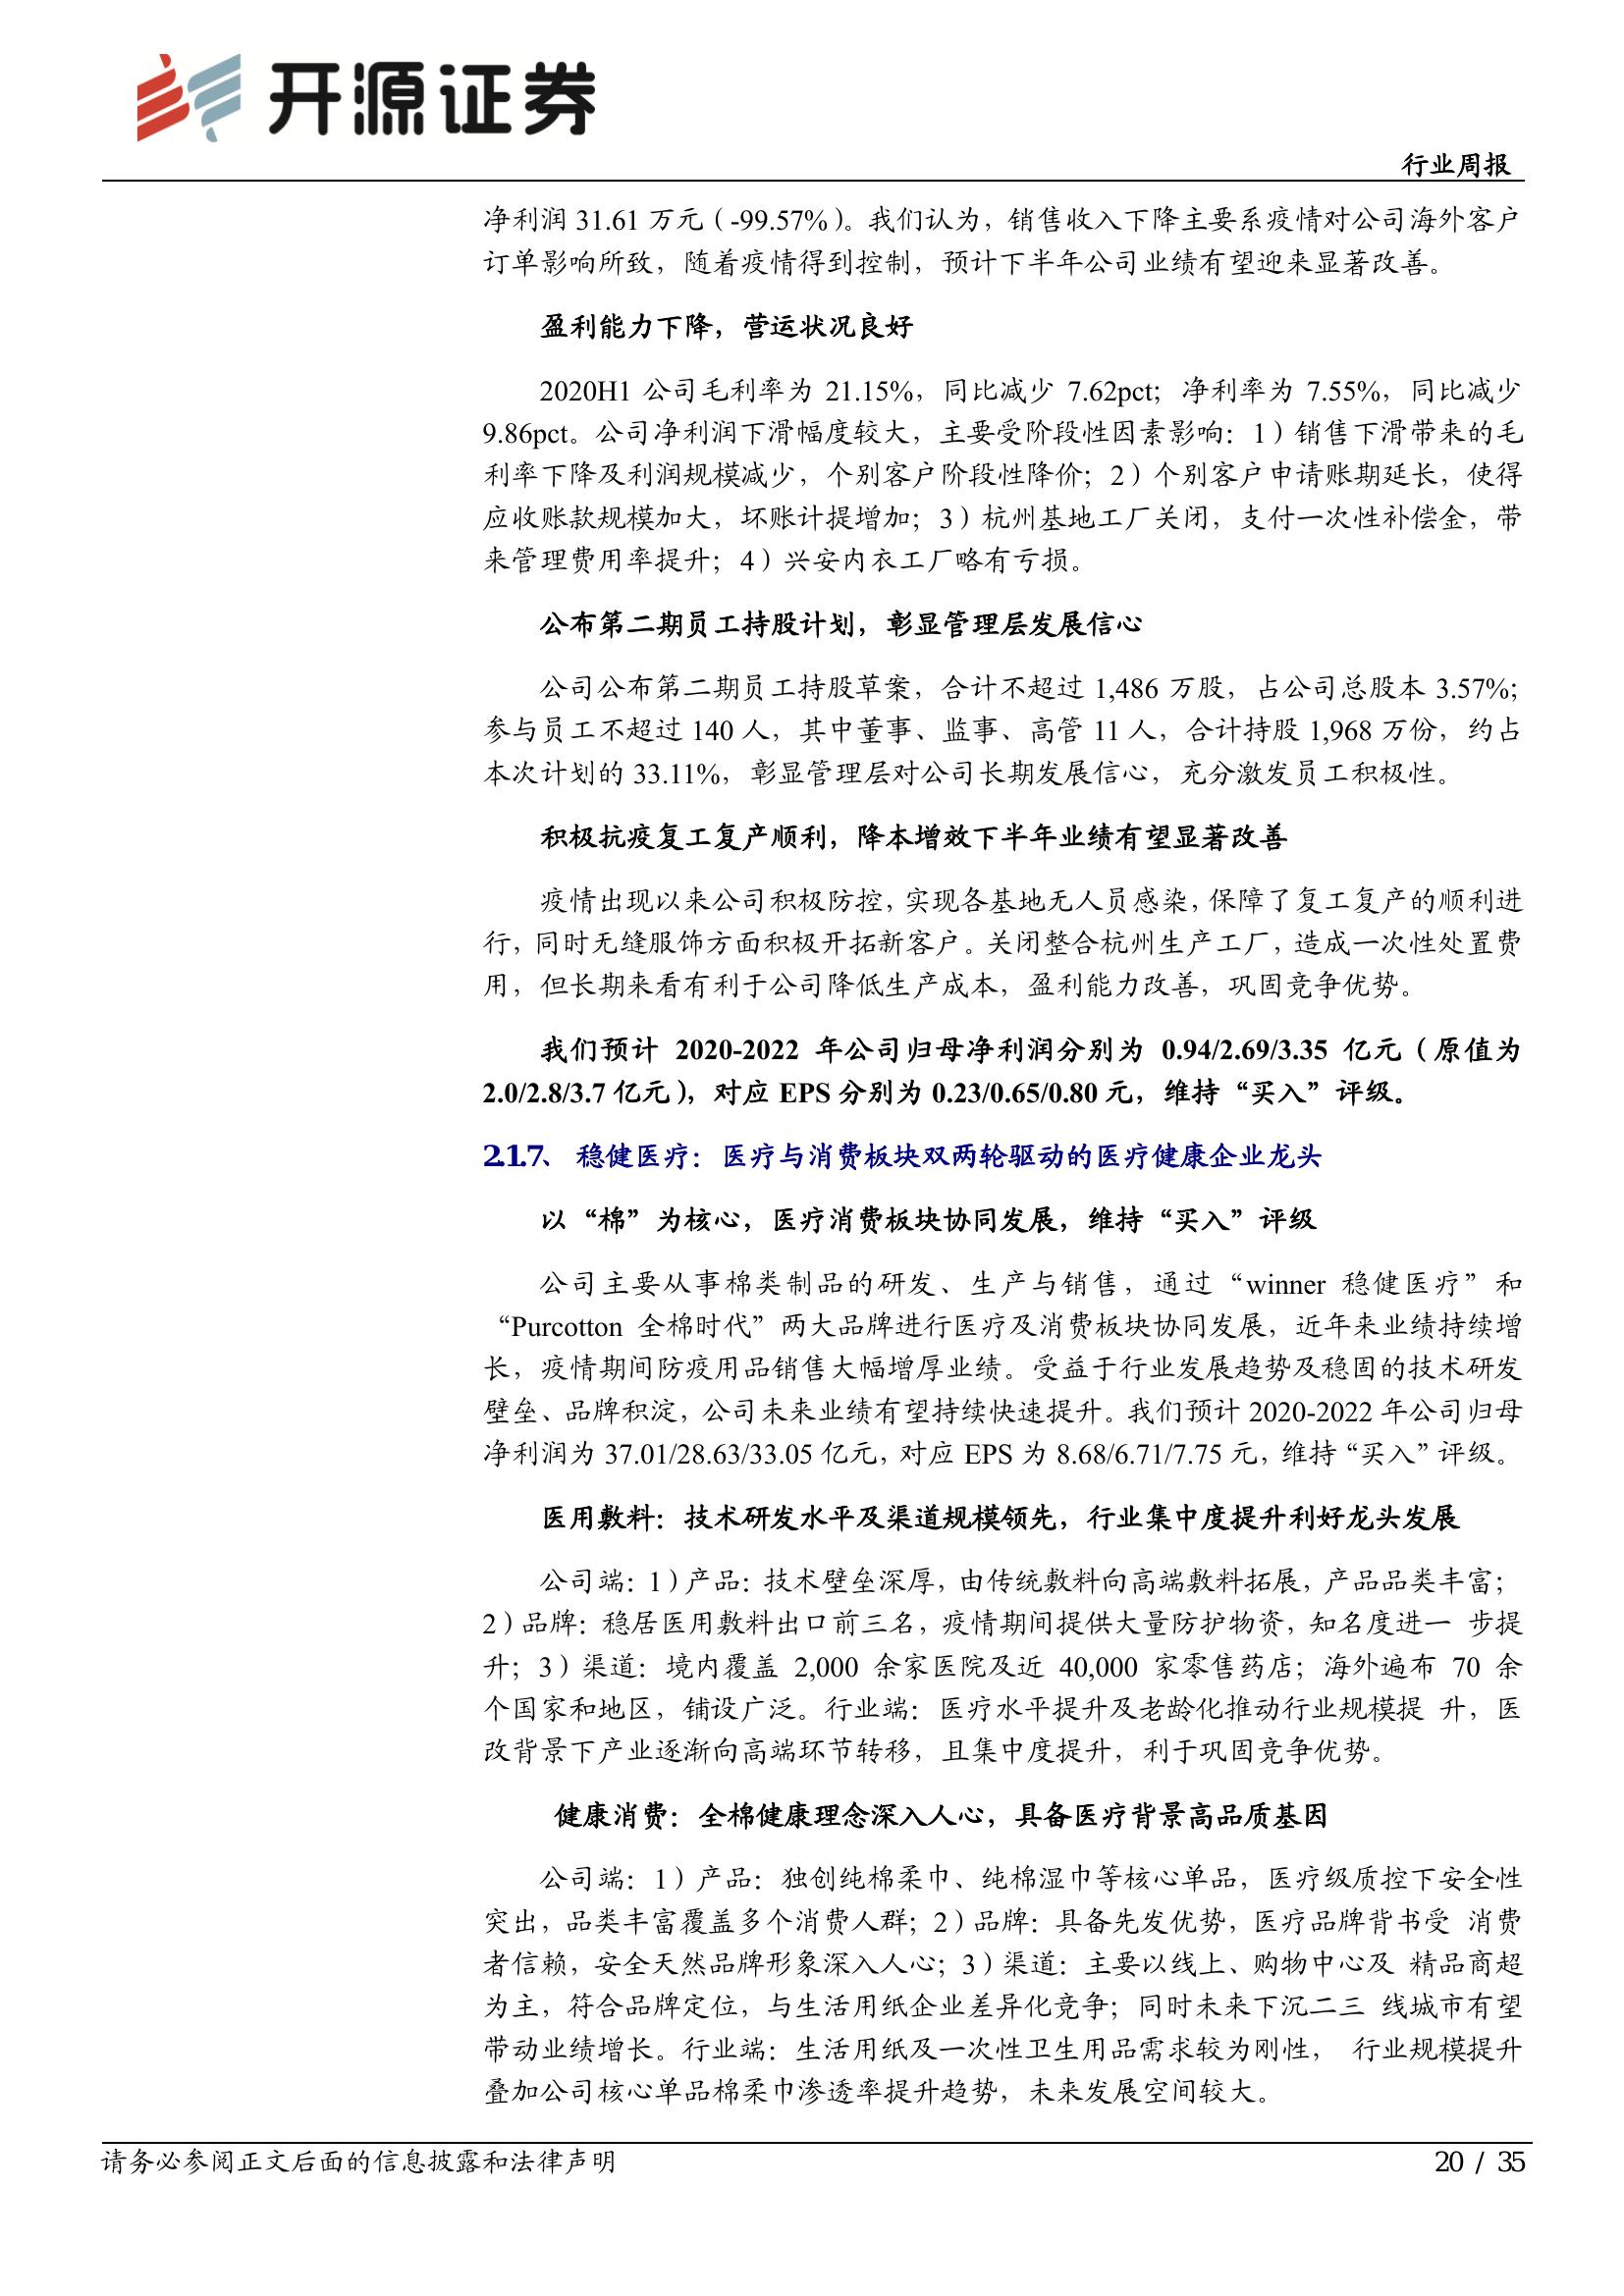 开源证券
行业周报
净利润 31.61 万元（-99.57%）。我们认为，销售收入下降主要系疫情对公司海外客户
订单影响所致，随着疫情得到控制，预计下半年公司业绩有望迎来显著改善。
盈利能力下降，营运状况良好
2020H1 公司毛利率为 21.15%，同比减少 7.62pct；净利率为 7.55%，同比减少
9.86pct。公司净利润下滑幅度较大，主要受阶段性因素影响：1）销售下滑带来的毛
利率下降及利润规模减少，个别客户阶段性降价；2）个别客户申请账期延长，使得
应收账款规模加大，坏账计提增加；3）杭州基地工厂关闭，支付一次性补偿金，带
来管理费用率提升；4）兴安内衣工厂略有亏损。
公布第二期员工持股计划，彰显管理层发展信心
公司公布第二期员工持股草案，合计不超过 1,486 万股，占公司总股本 3.57%；
参与员工不超过 140 人，其中董事、监事、高管 11 人，合计持股 1,968 万份，约占
本次计划的 33.11%，彰显管理层对公司长期发展信心，充分激发员工积极性。
积极抗疫复工复产顺利，降本增效下半年业绩有望显著改善
疫情出现以来公司积极防控，实现各基地无人员感染，保障了复工复产的顺利进
行，同时无缝服饰方面积极开拓新客户。关闭整合杭州生产工厂，造成一次性处置费
用，但长期来看有利于公司降低生产成本，盈利能力改善，巩固竞争优势。
我们预计 2020-2022 年公司归母净利润分别为 0.94/2.69/3.35 亿元（原值为
2.0/2.8/3.7 亿元），对应 EPS 分别为 0.23/0.65/0.80 元，维持“买入”评级。
2.1.7、 稳健医疗：医疗与消费板块双两轮驱动的医疗健康企业龙头
以“棉”为核心，医疗消费板块协同发展，维持“买入”评级
公司主要从事棉类制品的研发、生产与销售，通过“winner 稳健医疗”和
“Purcotton 全棉时代”两大品牌进行医疗及消费板块协同发展，近年来业绩持续增
长，疫情期间防疫用品销售大幅增厚业绩。受益于行业发展趋势及稳固的技术研发
壁垒、品牌积淀，公司未来业绩有望持续快速提升。我们预计 2020-2022 年公司归母
净利润为 37.01/28.63/33.05 亿元，对应 EPS 为 8.68/6.71/7.75 元，维持“买入”评级。
医用敷料：技术研发水平及渠道规模领先，行业集中度提升利好龙头发展
公司端：1）产品：技术壁垒深厚，由传统敷料向高端敷料拓展，产品品类丰富；
2）品牌：稳居医用敷料出口前三名，疫情期间提供大量防护物资，知名度进一 步提
升；3）渠道：境内覆盖 2,000 余家医院及近 40,000 家零售药店；海外遍布 70 余
个国家和地区，铺设广泛。行业端：医疗水平提升及老龄化推动行业规模提 升，医
改背景下产业逐渐向高端环节转移，且集中度提升，利于巩固竞争优势。
健康消费：全棉健康理念深入人心，具备医疗背景高品质基因
公司端：1）产品：独创纯棉柔巾、纯棉湿巾等核心单品，医疗级质控下安全性
突出，品类丰富覆盖多个消费人群；2）品牌：具备先发优势，医疗品牌背书受 消费
者信赖，安全天然品牌形象深入人心；3）渠道：主要以线上、购物中心及 精品商超
为主，符合品牌定位，与生活用纸企业差异化竞争；同时未来下沉二三 线城市有望
带动业绩增长。行业端：生活用纸及一次性卫生用品需求较为刚性， 行业规模提升
叠加公司核心单品棉柔巾渗透率提升趋势，未来发展空间较大。
请务必参阅正文后面的信息披露和法律声明
20 / 35